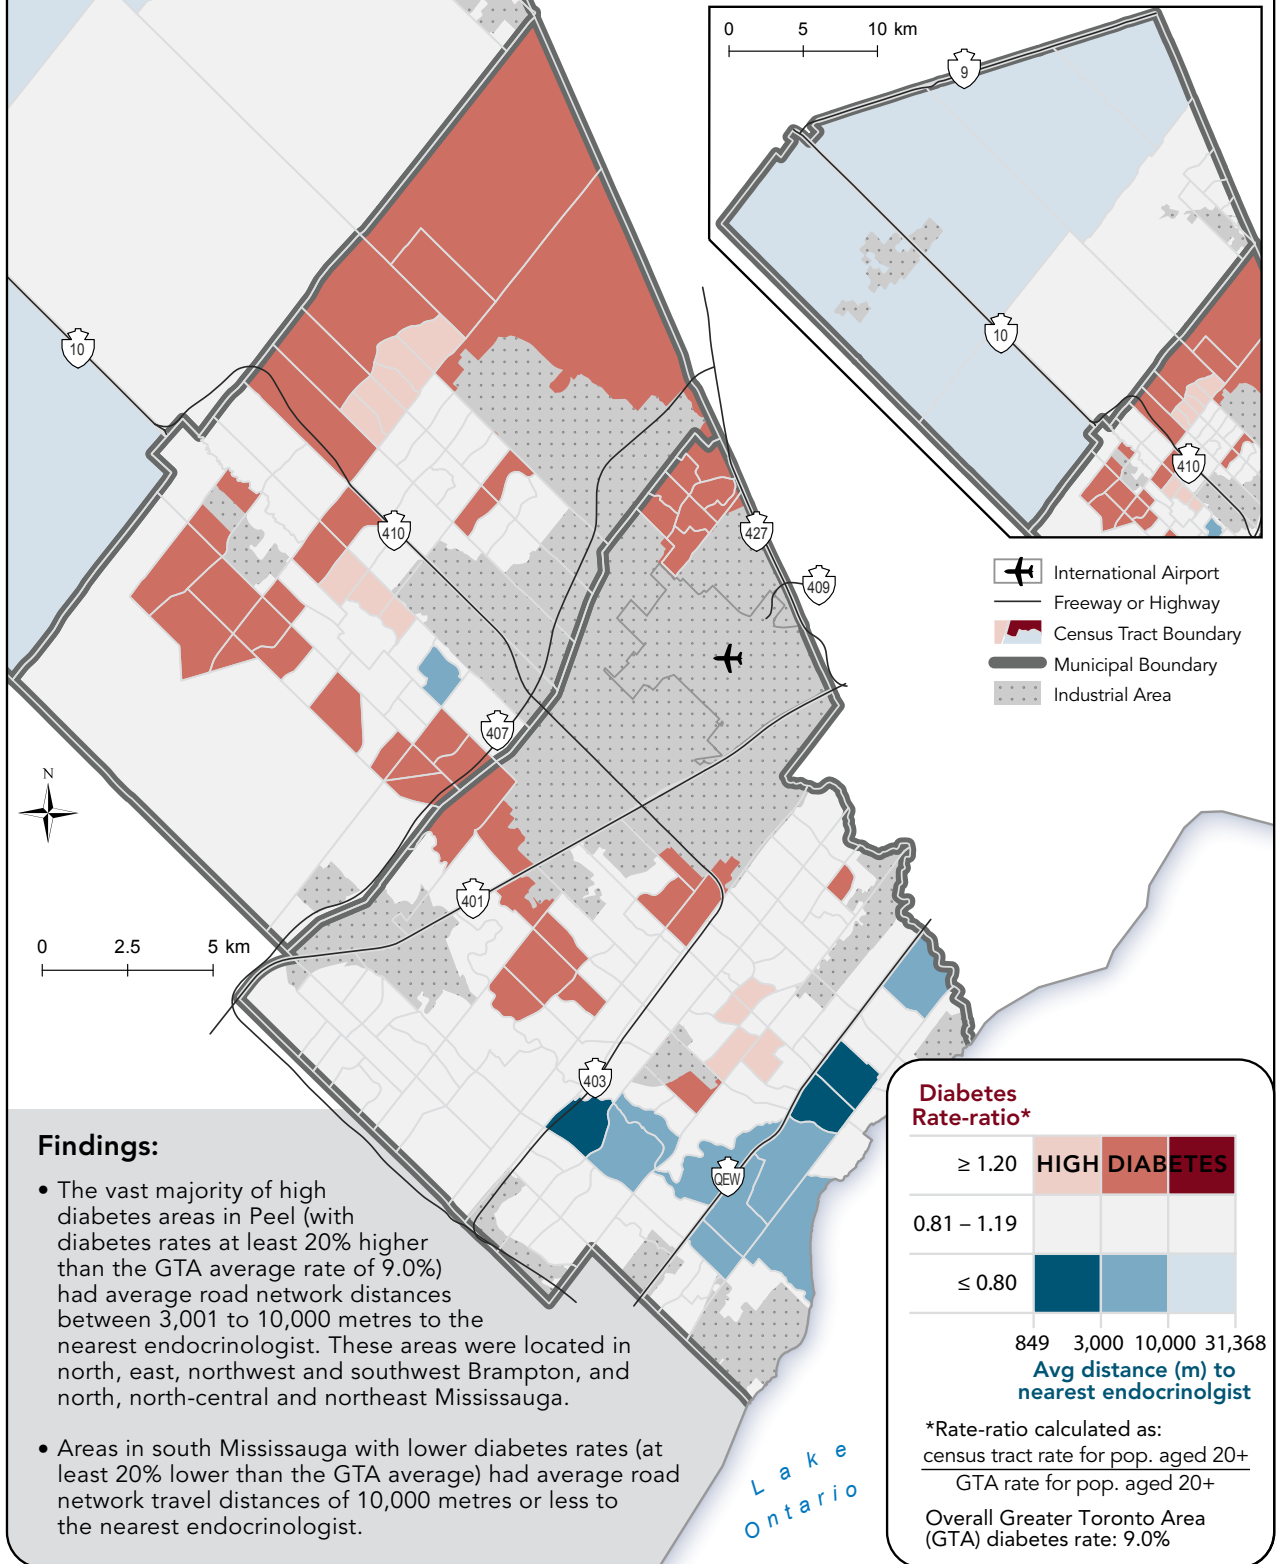 0 5 10 km
9
10
410
10
410
427
409
407
401
403
QEW
N
0 2.5 5 km
International Airport
Freeway or Highway
Census Tract Boundary
Municipal Boundary
Industrial Area
Findings:
• The vast majority of high
diabetes areas in Peel (with
diabetes rates at least 20% higher
than the GTA average rate of 9.0%)
had average road network distances
between 3,001 to 10,000 metres to the
nearest endocrinologist. These areas were located in
north, east, northwest and southwest Brampton, and
north, north-central and northeast Mississauga.
• Areas in south Mississauga with lower diabetes rates (at
least 20% lower than the GTA average) had average road
network travel distances of 10,000 metres or less to
the nearest endocrinologist.
Lake
Ontario
Diabetes
Rate-ratio*
≥ 1.20 HIGH DIABETES
0.81 – 1.19
≤ 0.80
849 3,000 10,000 31,368
Avg distance (m) to
nearest endocrinolgist
*Rate-ratio calculated as:
census tract rate for pop. aged 20+
GTA rate for pop. aged 20+
Overall Greater Toronto Area
(GTA) diabetes rate: 9.0%